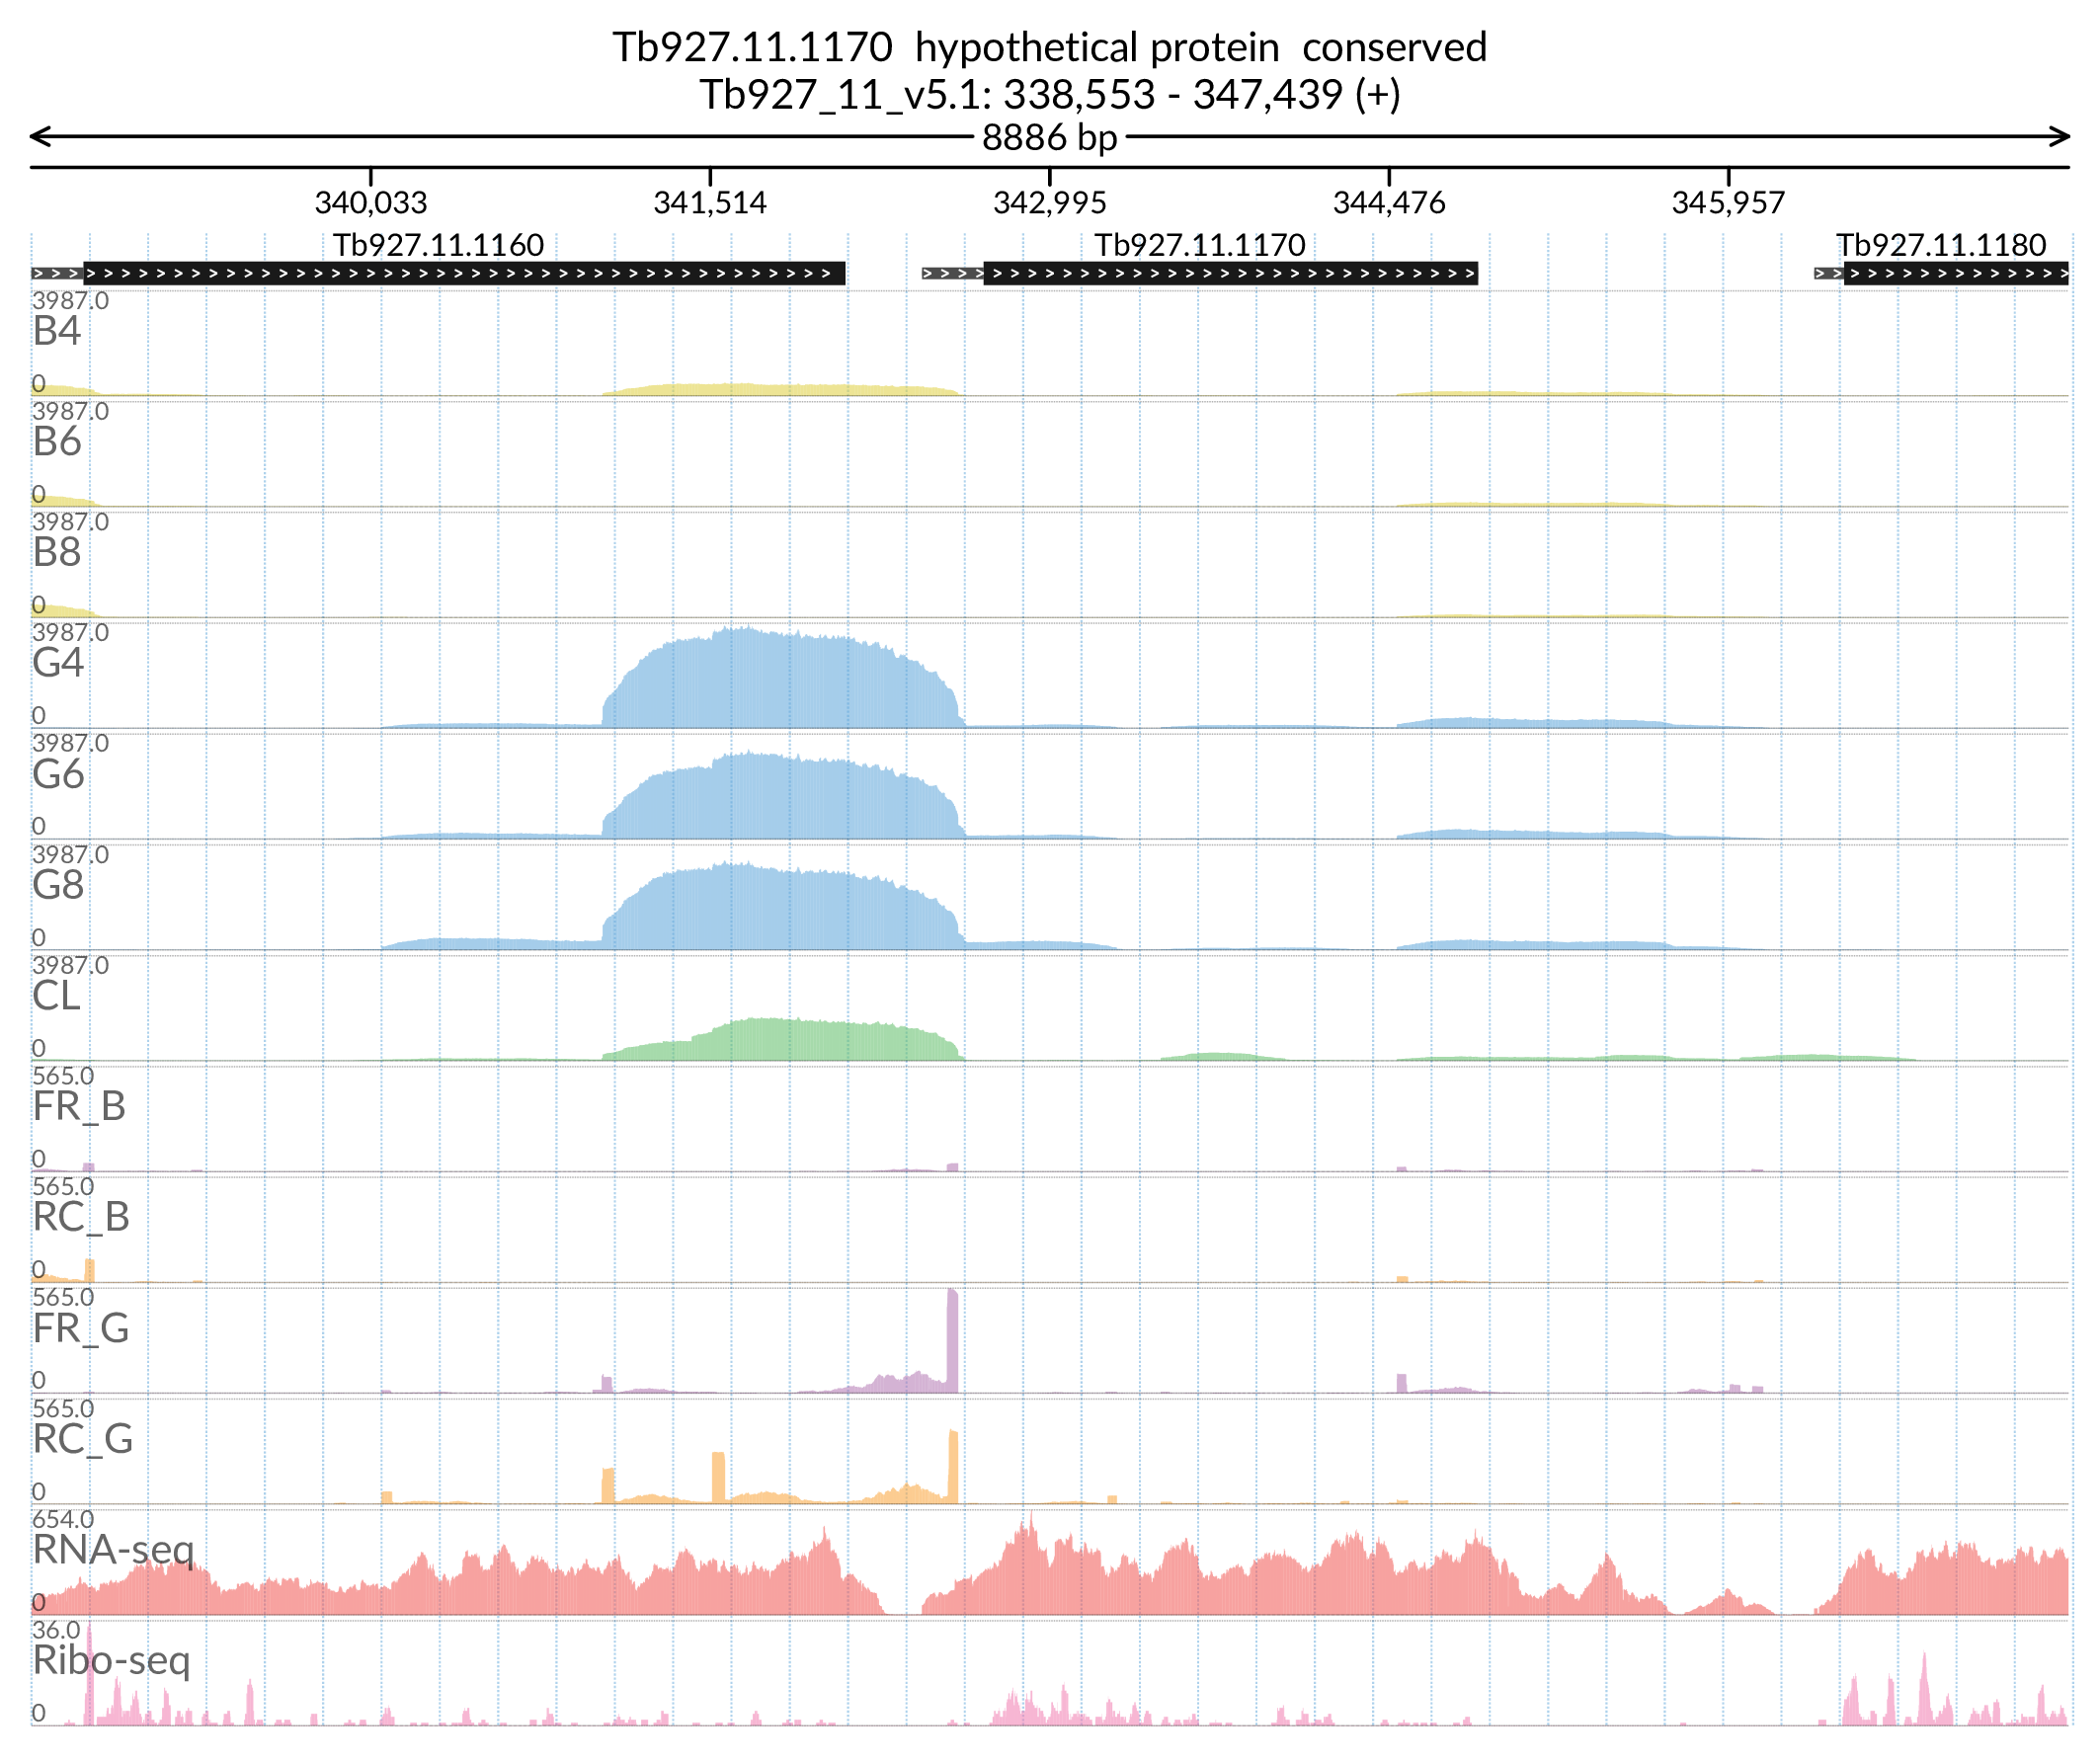 Tb927.11.1170 hypothetical protein conserved
Tb927_11_v5.1: 338,553 - 347,439 (+)
8886 bp
340,033 341,514 342,995 344,476 345,957
Tb927.11.1160 Tb927.11.1170 Tb927.11.1180
3987.0
B4
0
3987.0
B6
0
3987.0
B8
0
3987.0
G4
0
3987.0
G6
0
3987.0
G8
0
3987.0
CL
0
565.0
FR_B
0
565.0
RC_B
0
565.0
FR_G
0
565.0
RC_G
0
654.0
RNA-seq
0
36.0
Ribo-seq
0